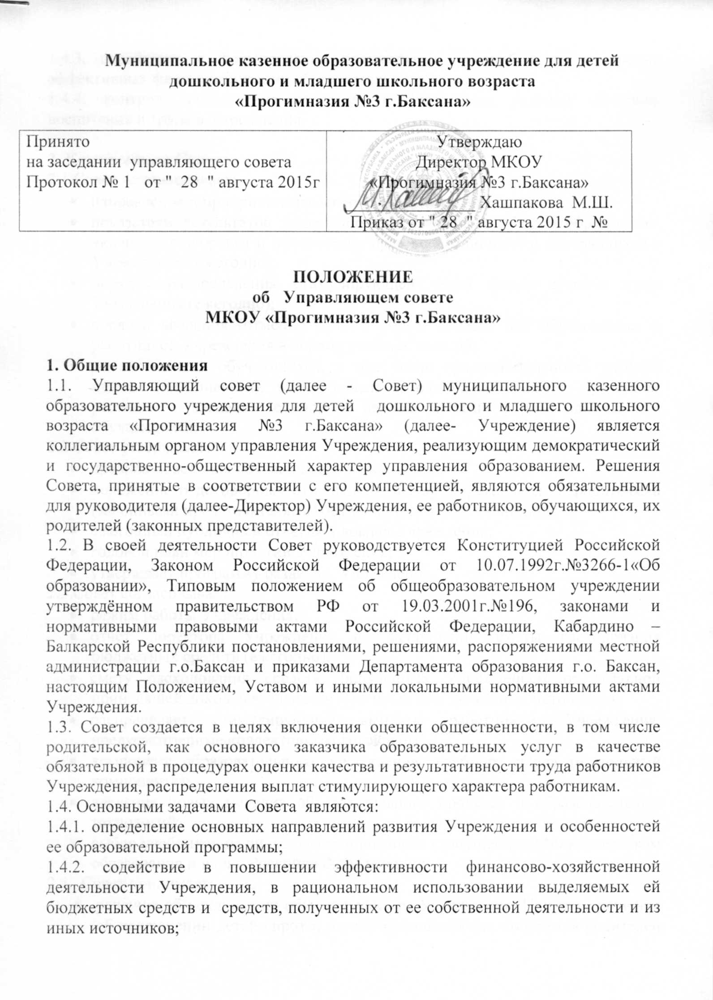 Муниципальное казенное образовательное учреждение для детей
дошкольного и младшего школьного возраста
«Прогимназия №3 г.Баксана»
Принято
на заседании управляющего совета
Протокол № 1 от " 28 " августа 2015г
Утверждаю
Директор МКОУ
«Прогимназия №3 г.Баксана»
Хашпакова М.Ш.
Приказ от " 28 " августа 2015 г №
ПОЛОЖЕНИЕ
об Управляющем совете
МКОУ «Прогимназия №3 г.Баксана»
1. Общие положения
1.1. Управляющий совет (далее - Совет) муниципального казенного
образовательного учреждения для детей дошкольного и младшего школьного
возраста «Прогимназия №3 г.Баксана» (далее- Учреждение) является
коллегиальным органом управления Учреждения, реализующим демократический
и государственно-общественный характер управления образованием. Решения
Совета, принятые в соответствии с его компетенцией, являются обязательными
для руководителя (далее-Директор) Учреждения, ее работников, обучающихся, их
родителей (законных представителей).
1.2. В своей деятельности Совет руководствуется Конституцией Российской
Федерации, Законом Российской Федерации от 10.07.1992г.№3266-1«Об
образовании», Типовым положением об общеобразовательном учреждении
утверждённом правительством РФ от 19.03.2001г.№196, законами и
нормативными правовыми актами Российской Федерации, Кабардино –
Балкарской Республики постановлениями, решениями, распоряжениями местной
администрации г.о.Баксан и приказами Департамента образования г.о. Баксан,
настоящим Положением, Уставом и иными локальными нормативными актами
Учреждения.
1.3. Совет создается в целях включения оценки общественности, в том числе
родительской, как основного заказчика образовательных услуг в качестве
обязательной в процедурах оценки качества и результативности труда работников
Учреждения, распределения выплат стимулирующего характера работникам.
1.4. Основными задачами Совета являются:
1.4.1. определение основных направлений развития Учреждения и особенностей
ее образовательной программы;
1.4.2. содействие в повышении эффективности финансово-хозяйственной
деятельности Учреждения, в рациональном использовании выделяемых ей
бюджетных средств и средств, полученных от ее собственной деятельности и из
иных источников;